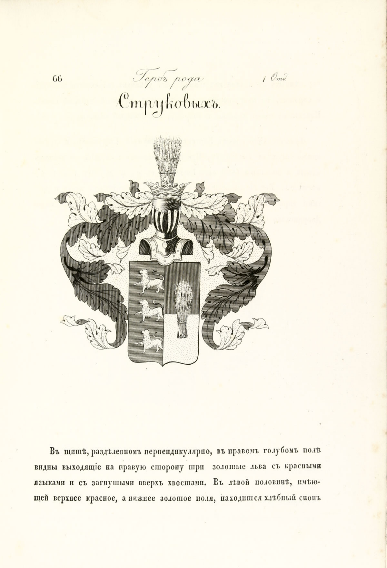 66 Гербъ рода 1 Отд
Струковыхъ.
Въ щитѣ, раздѣленомъ перпендикулярно, въ правомъ голубомъ полѣ
видны выходящіе на правую сторону три золотые льва съ красными
языками и съ загнутыми вверхъ хвостами. Въ лѣвой половинѣ, имѣю-
щей верхнее красное, а нижнее золотое поля, находится хлѣбный снопъ